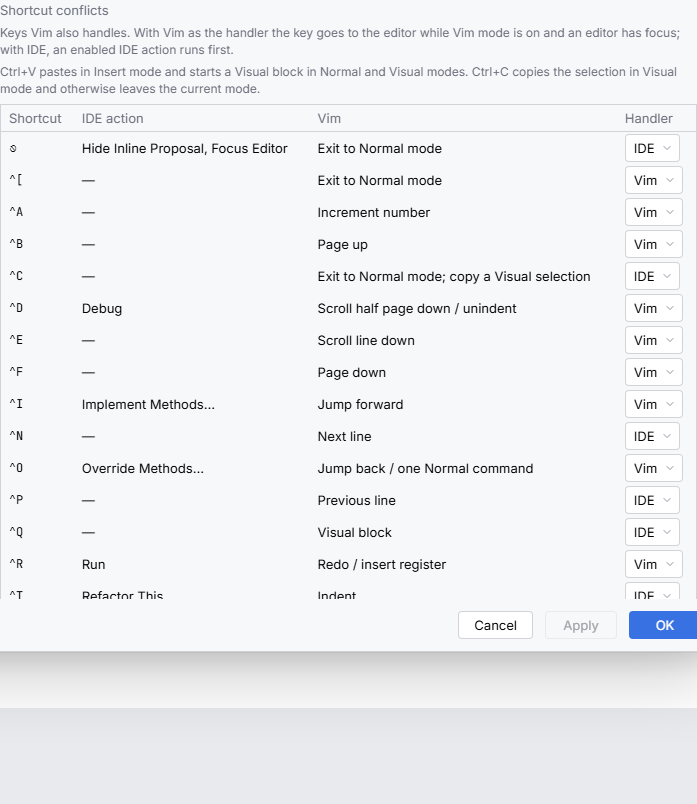 Shortcut conflicts
Keys Vim also handles. With Vim as the handler the key goes to the editor while Vim mode is on and an editor has focus;
with IDE, an enabled IDE action runs first.
Ctrl+V pastes in Insert mode and starts a Visual block in Normal and Visual modes. Ctrl+C copies the selection in Visual
mode and otherwise leaves the current mode.
Shortcut IDE action Vim Handler
⎋ Hide Inline Proposal, Focus Editor Exit to Normal mode IDE
^[ — Exit to Normal mode Vim
^A — Increment number Vim
^B — Page up Vim
^C — Exit to Normal mode; copy a Visual selection IDE
^D Debug Scroll half page down / unindent Vim
^E — Scroll line down Vim
^F — Page down Vim
^I Implement Methods... Jump forward Vim
^N — Next line IDE
^O Override Methods... Jump back / one Normal command Vim
^P — Previous line IDE
^Q — Visual block IDE
^R Run Redo / insert register Vim
^T Refactor This Indent IDE
Cancel Apply OK